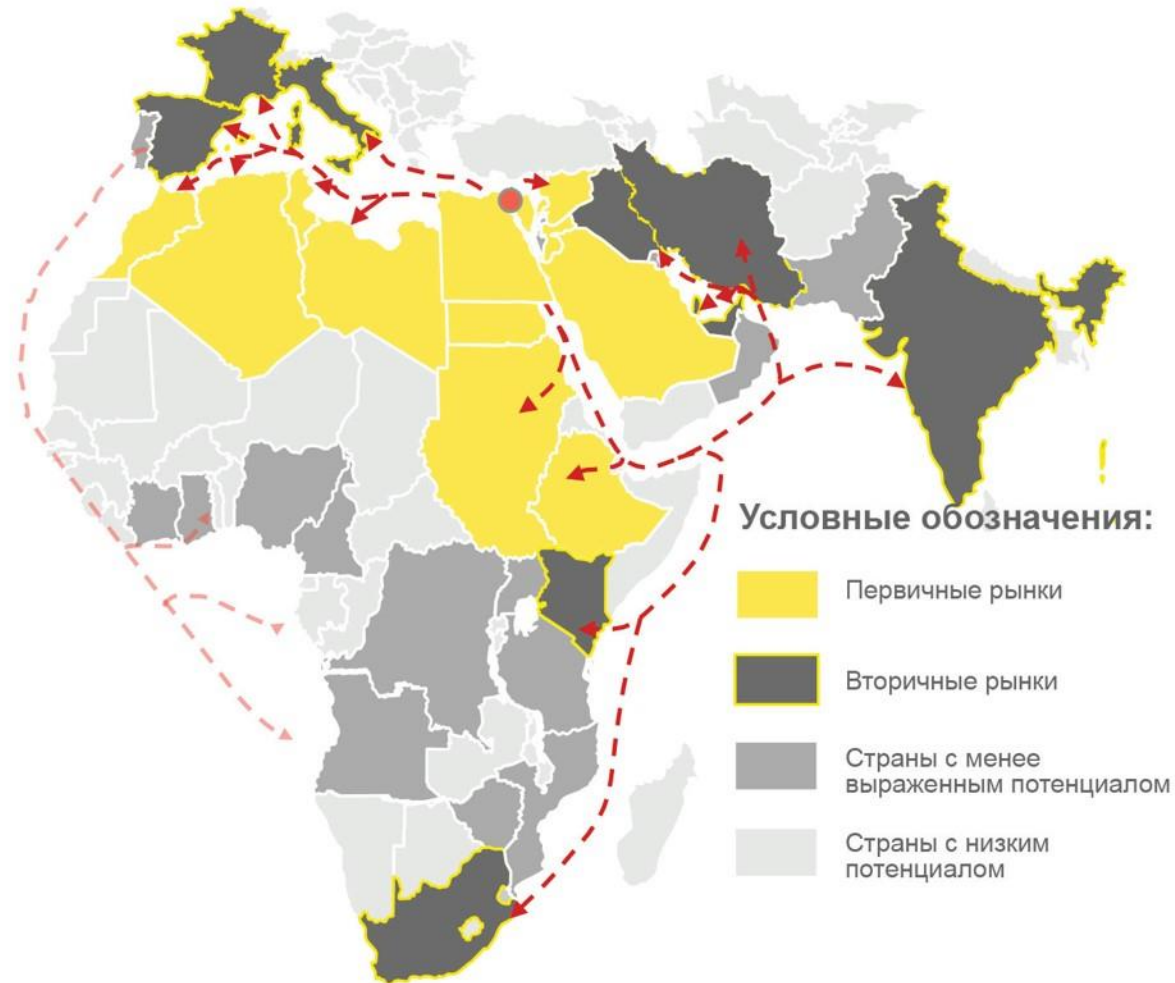 Условные обозначения:
Первичные рынки
Вторичные рынки
Страны с менее
выраженным потенциалом
Страны с низким
потенциалом